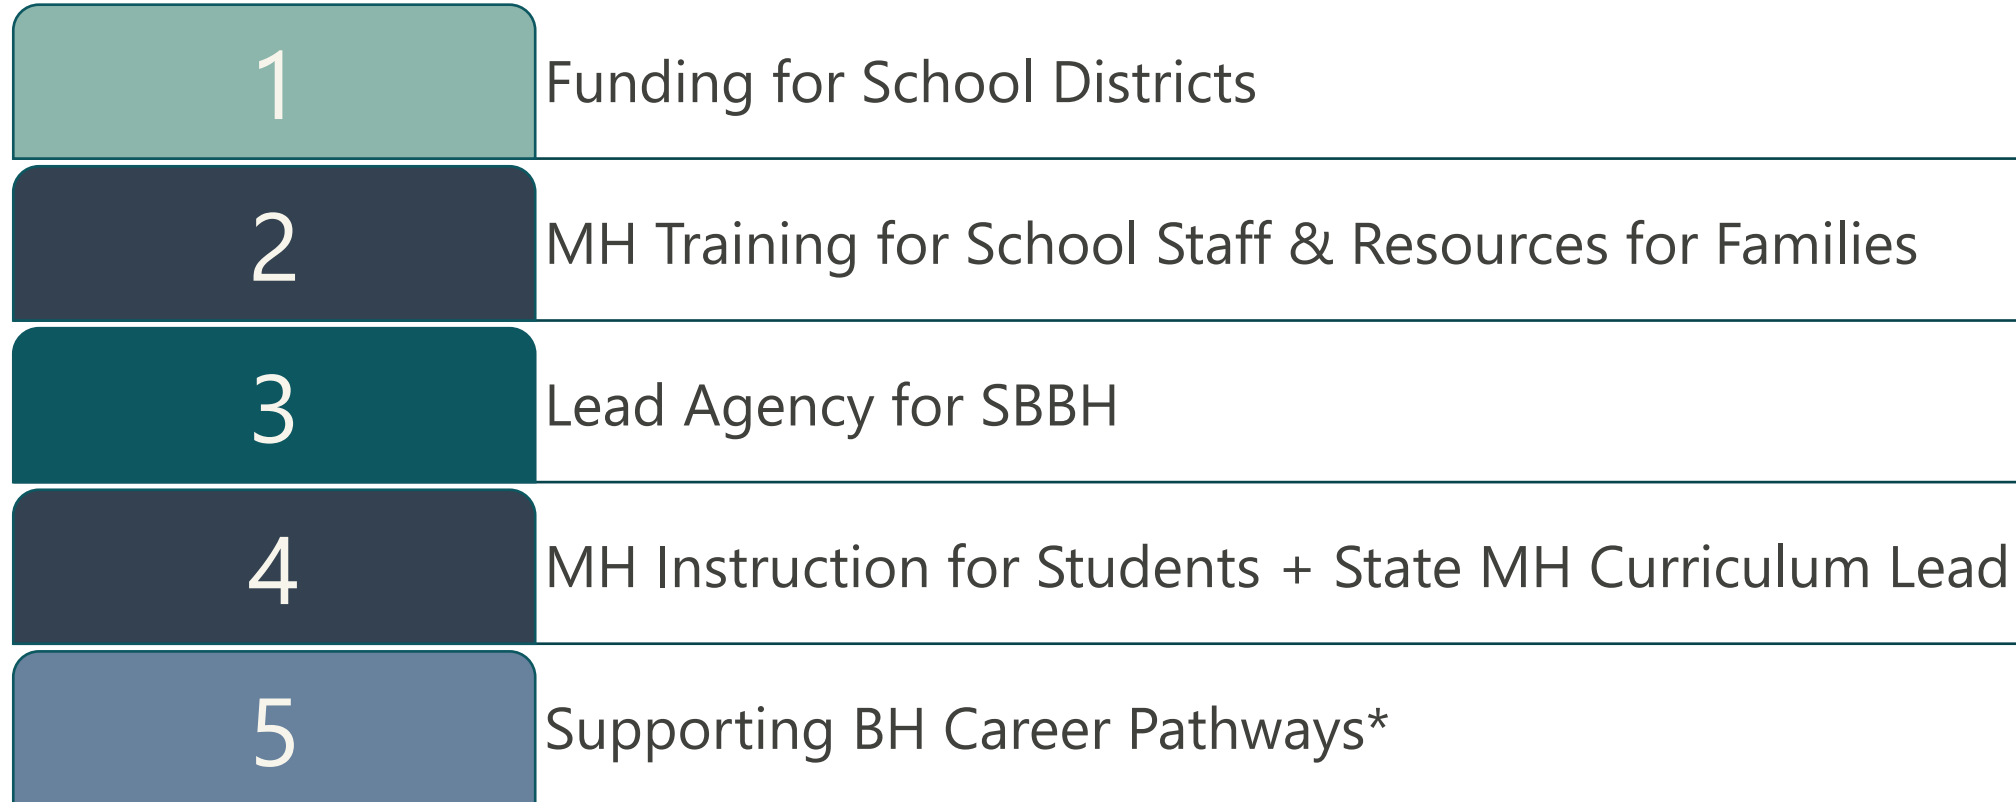 1
Funding for School Districts
2
MH Training for School Staff & Resources for Families
3
Lead Agency for SBBH
4
MH Instruction for Students + State MH Curriculum Lead
5
Supporting BH Career Pathways*